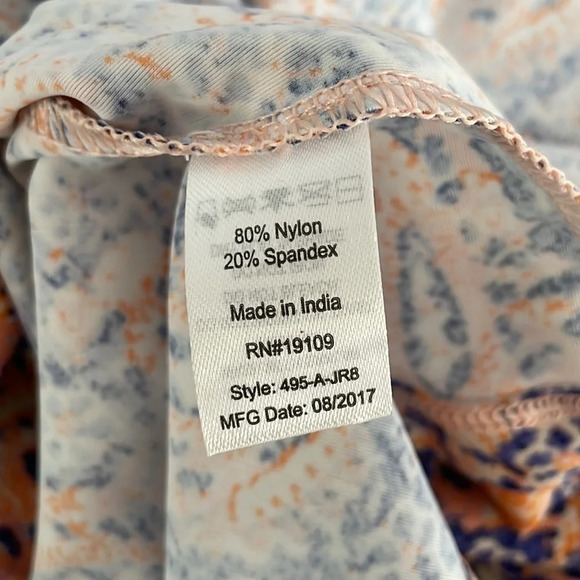 80% Nylon
20% Spandex
Made in India
RN#19109
Style: 495-A-JR8
MFG Date: 08/2017